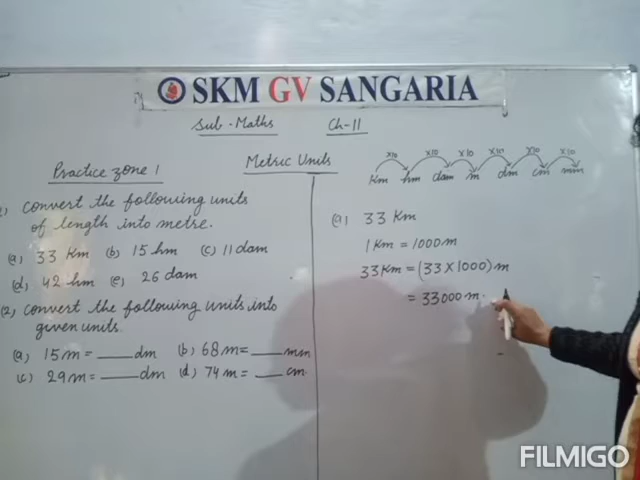 SKM GV SANGARIA
Sub - Maths Ch-11
Metric Units
Practice Zone 1
1) Convert the following units
of length into metre.
(a) 33 Km (b) 15 hm (c) 11 dam
(d) 42 hm (e) 26 dam
(2) Convert the following units into
given units.
(a) 15 m = ____ dm (b) 68 m = ____ mm
(c) 29 m = ____ dm (d) 74 m = ____ cm
x10 x10 x10 x10 x10 x10
Km hm dam m dm cm mm
(a) 33 Km
1 Km = 1000 m
33 Km = (33 x 1000) m
= 33000 m.
FILMIGO